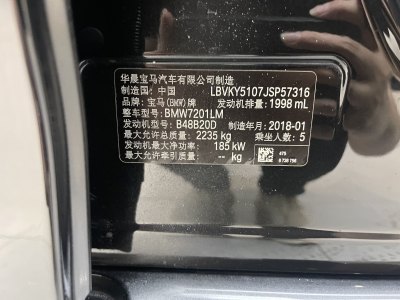 华晨宝马汽车有限公司制造
制造国：中国 LBVKY5107JSP57316
品牌：宝马(BMW)牌 发动机排量：1998 mL
整车型号：BMW7201LM
发动机型号：B48B20D 制造年月：2018-01
最大允许总质量：2235 kg 乘坐人数：5
发动机最大净功率：185 kW
最大允许牵引质量：-- kg